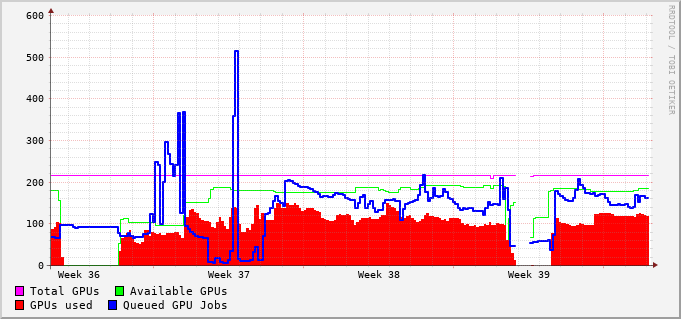 600
500
400
300
200
100
0
Week 36 Week 37 Week 38 Week 39
Total GPUs Available GPUs
GPUs used Queued GPU Jobs
RRDTOOL / TOBI OETIKER